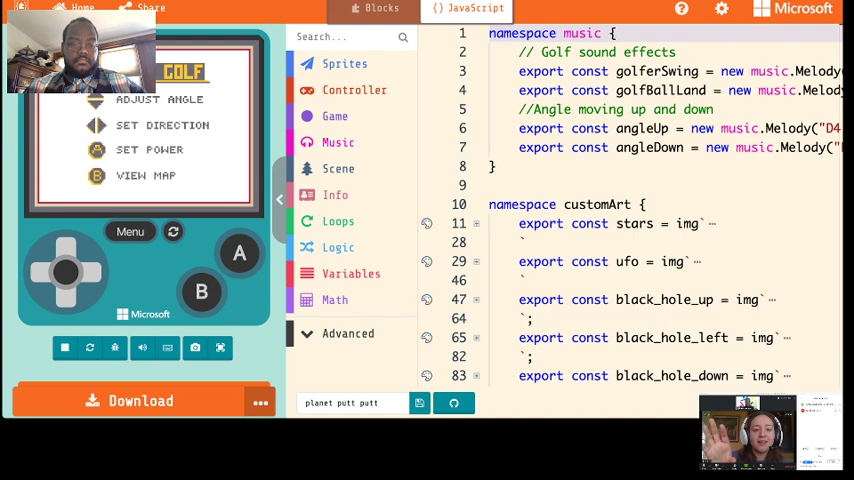 Home
Share
Blocks
{} JavaScript
Microsoft
GOLF
ADJUST ANGLE
SET DIRECTION
A SET POWER
B VIEW MAP
Menu
A
B
Microsoft
Download
...
Search...
Sprites
Controller
Game
Music
Scene
Info
Loops
Logic
Variables
Math
Advanced
planet putt putt
1 namespace music {
2 // Golf sound effects
3 export const golferSwing = new music.Melody
4 export const golfBallLand = new music.Melody
5 //Angle moving up and down
6 export const angleUp = new music.Melody("D4
7 export const angleDown = new music.Melody("
8 }
9
10 namespace customArt {
11 export const stars = img` ...
28 `
29 export const ufo = img` ...
46 `
47 export const black_hole_up = img` ...
64 `;
65 export const black_hole_left = img` ...
82 `;
83 export const black_hole_down = img` ...